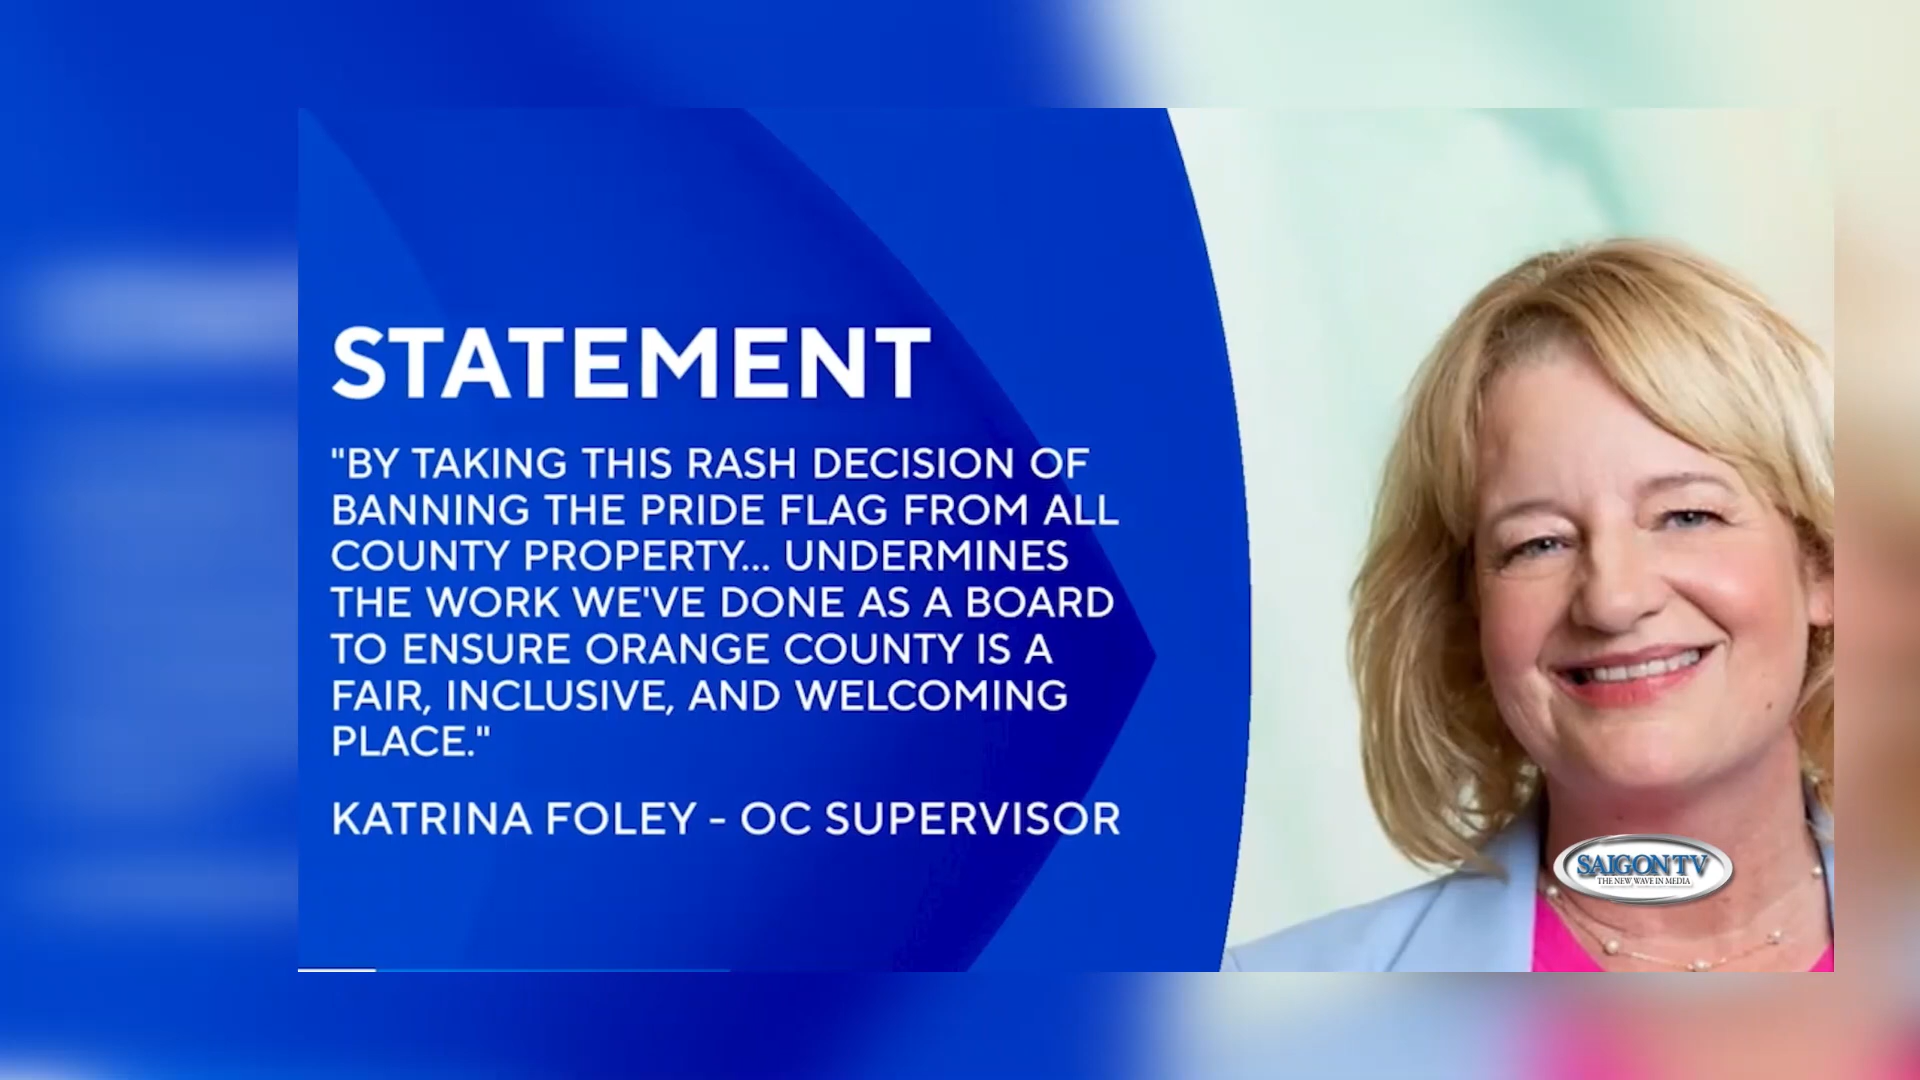 STATEMENT
"BY TAKING THIS RASH DECISION OF
BANNING THE PRIDE FLAG FROM ALL
COUNTY PROPERTY... UNDERMINES
THE WORK WE'VE DONE AS A BOARD
TO ENSURE ORANGE COUNTY IS A
FAIR, INCLUSIVE, AND WELCOMING
PLACE."
KATRINA FOLEY - OC SUPERVISOR
SAIGON TV
THE NEW WAVE IN MEDIA